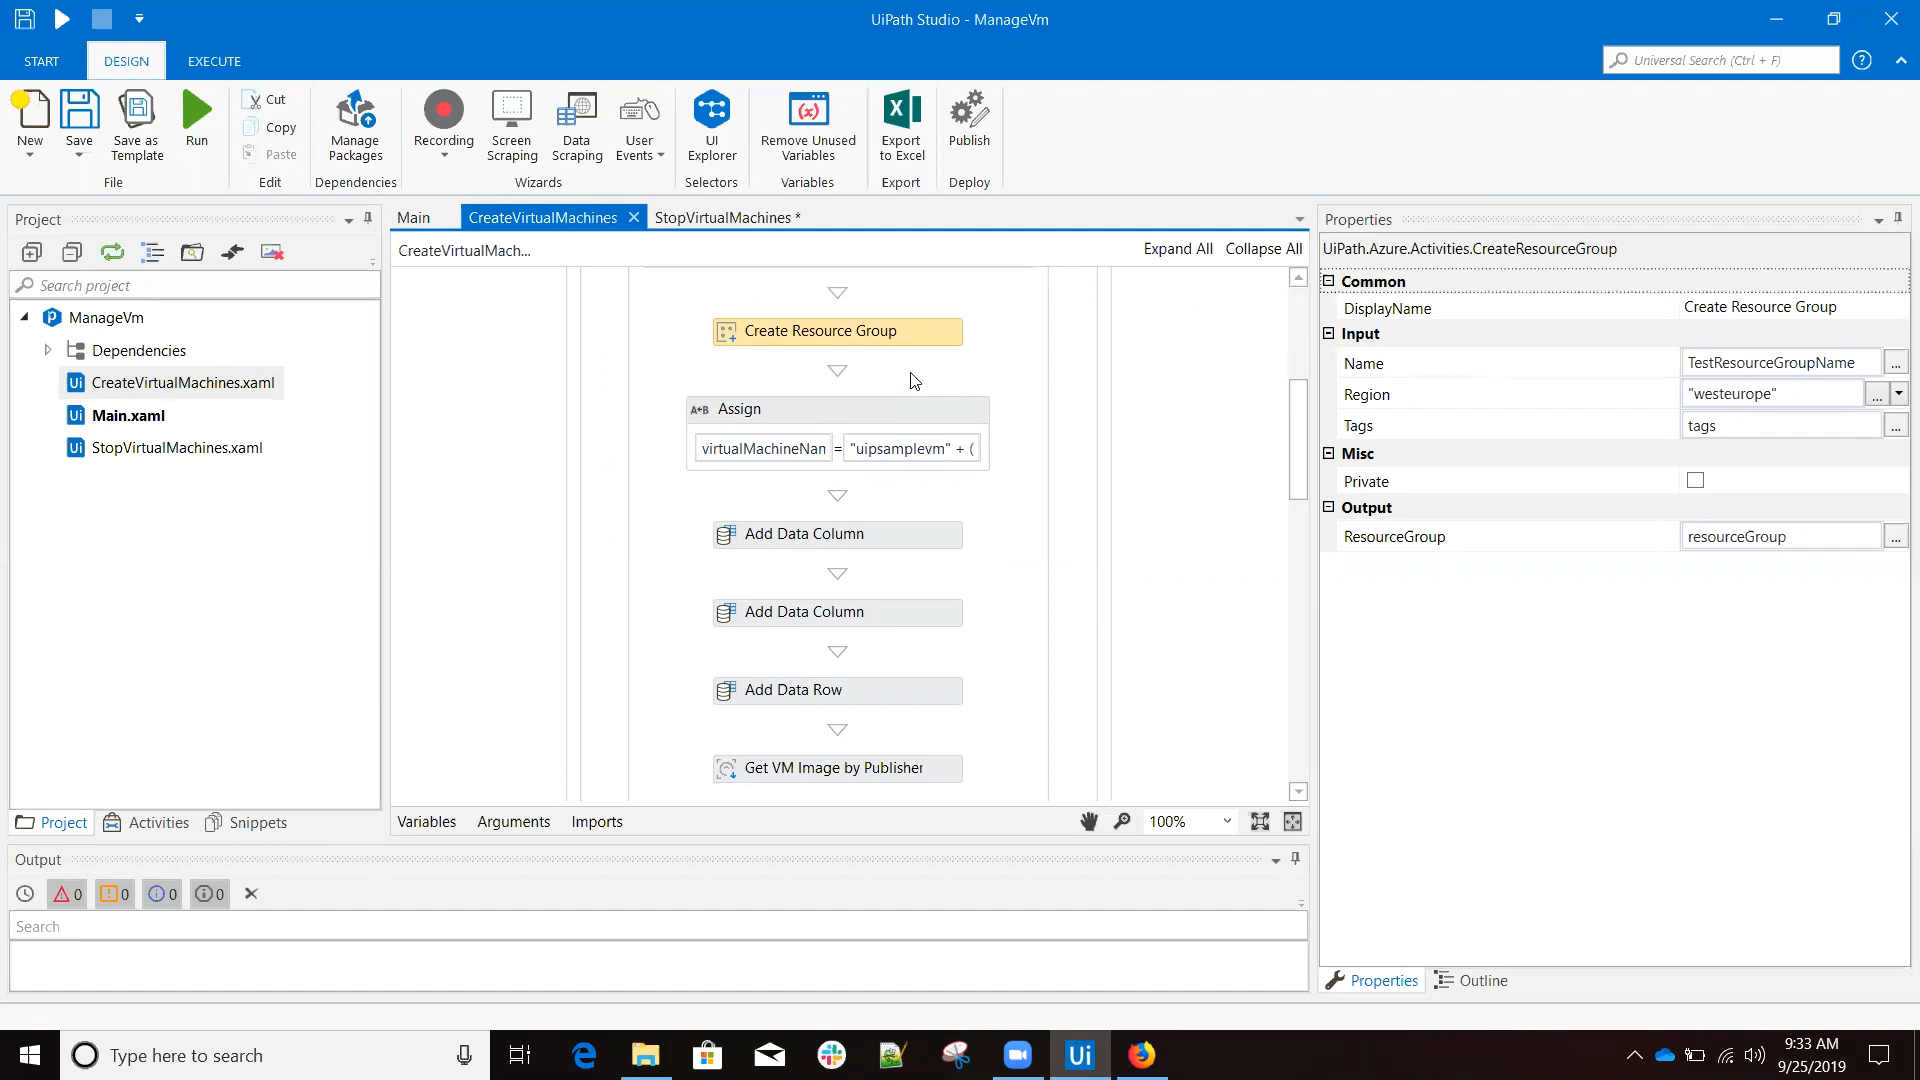 UiPath Studio - ManageVm
START
DESIGN
EXECUTE
Universal Search (Ctrl + F)
New
Save
Save as
Template
Run
Cut
Copy
Paste
Manage
Packages
Recording
Screen
Scraping
Data
Scraping
User
Events
UI
Explorer
Remove Unused
Variables
Export
to Excel
Publish
File
Edit
Dependencies
Wizards
Selectors
Variables
Export
Deploy
Project
Search project
ManageVm
Dependencies
CreateVirtualMachines.xaml
Main.xaml
StopVirtualMachines.xaml
Project
Activities
Snippets
Main
CreateVirtualMachines
StopVirtualMachines *
CreateVirtualMach...
Expand All
Collapse All
Create Resource Group
A+B Assign
virtualMachineNan = "uipsamplevm" + (
Add Data Column
Add Data Column
Add Data Row
Get VM Image by Publisher
Variables
Arguments
Imports
100%
Properties
UiPath.Azure.Activities.CreateResourceGroup
Common
DisplayName Create Resource Group
Input
Name TestResourceGroupName ...
Region "westeurope" ...
Tags tags ...
Misc
Private
Output
ResourceGroup resourceGroup ...
Properties
Outline
Output
0
0
0
0
Search
Type here to search
Ui
9:33 AM
9/25/2019